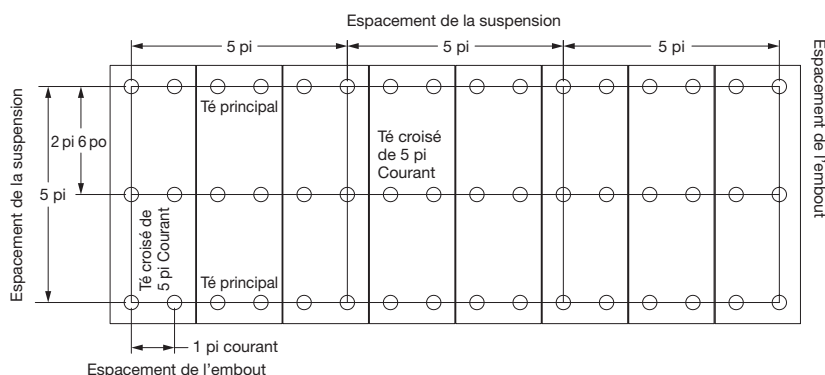 Espacement de la suspension
5 pi
5 pi
5 pi
Espacement de la suspension
Espacement de l'embout
2 pi 6 po
5 pi
Té principal
Té croisé
de 5 pi
Courant
Té croisé de
5 pi Courant
Té principal
1 pi courant
Espacement de l'embout